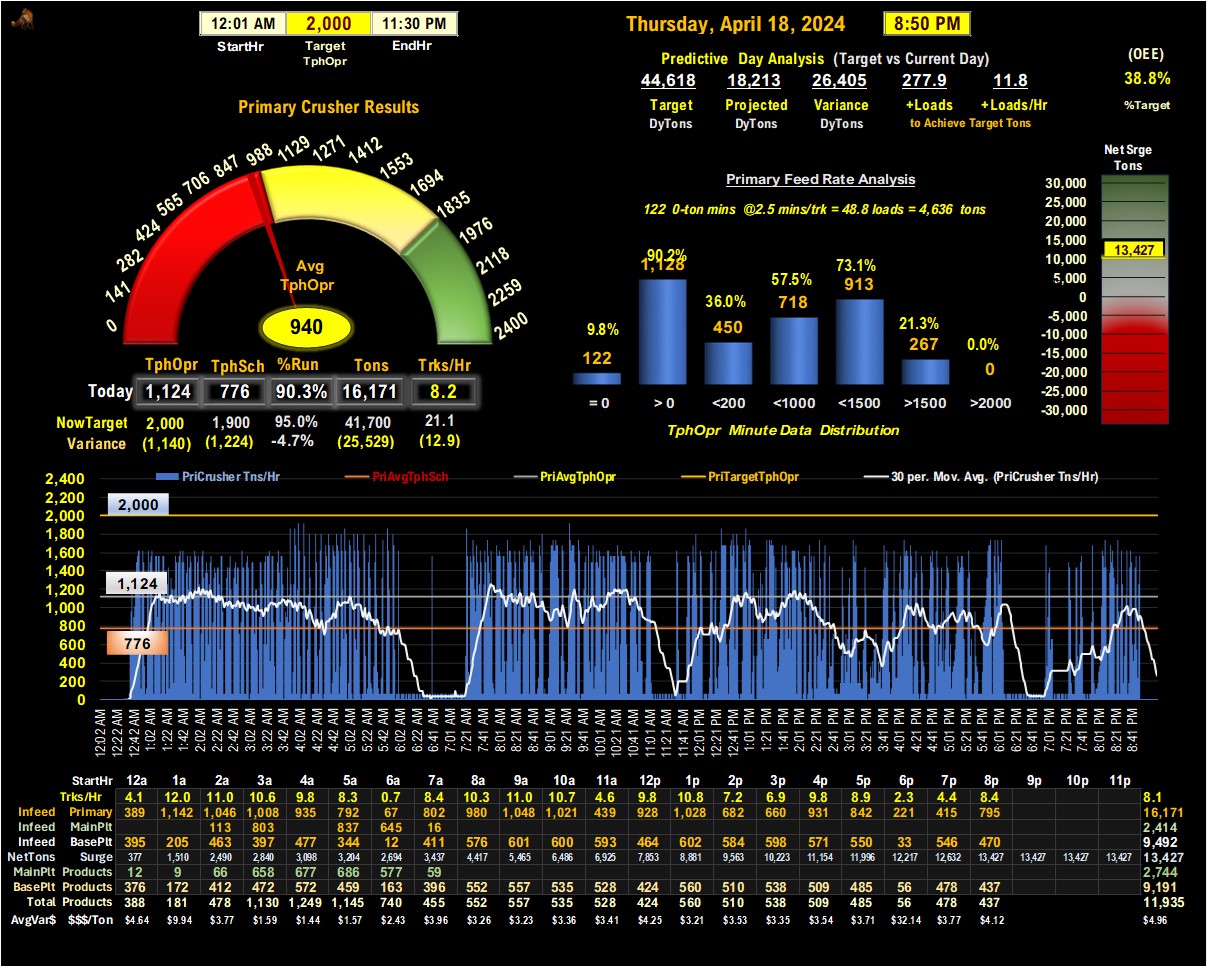 12:01 AM 2,000 11:30 PM
StartHr Target EndHr
TphOpr
Thursday, April 18, 2024 8:50 PM
Predictive Day Analysis (Target vs Current Day)
44,618 18,213 26,405 277.9 11.8
Target Projected Variance +Loads +Loads/Hr
DyTons DyTons DyTons to Achieve Target Tons
(OEE)
38.8%
%Target
Primary Crusher Results
0 141 282 424 565 706 847 988 1129 1271 1412 1553 1694 1835 1976 2118 2259 2400
Avg
TphOpr
940
TphOpr TphSch %Run Tons Trks/Hr
Today 1,124 776 90.3% 16,171 8.2
NowTarget 2,000 1,900 95.0% 41,700 21.1
Variance (1,140) (1,224) -4.7% (25,529) (12.9)
Primary Feed Rate Analysis
122 0-ton mins @2.5 mins/trk = 48.8 loads = 4,636 tons
9.8% 90.2% 36.0% 57.5% 73.1% 21.3% 0.0%
122 1,128 450 718 913 267 0
= 0 > 0 <200 <1000 <1500 >1500 >2000
TphOpr Minute Data Distribution
Net Srge
Tons
30,000
25,000
20,000
15,000
13,427
10,000
5,000
0
-5,000
-10,000
-15,000
-20,000
-25,000
-30,000
PriCrusher Tns/Hr PriAvgTphSch PriAvgTphOpr PriTargetTphOpr 30 per. Mov. Avg. (PriCrusher Tns/Hr)
2,400
2,200
2,000
1,800
1,600
1,400
1,200
1,000
800
600
400
200
0
2,000
1,124
776
12:02 AM 12:22 AM 12:42 AM 1:02 AM 1:22 AM 1:42 AM 2:02 AM 2:22 AM 2:42 AM 3:02 AM 3:22 AM 3:42 AM 4:02 AM 4:22 AM 4:42 AM 5:02 AM 5:22 AM 5:42 AM 6:02 AM 6:22 AM 6:41 AM 7:01 AM 7:21 AM 7:41 AM 8:01 AM 8:21 AM 8:41 AM 9:01 AM 9:21 AM 9:41 AM 10:01 AM 10:21 AM 10:41 AM 11:01 AM 11:21 AM 11:41 AM 12:01 PM 12:21 PM 12:41 PM 1:01 PM 1:21 PM 1:41 PM 2:01 PM 2:21 PM 2:41 PM 3:01 PM 3:21 PM 3:41 PM 4:01 PM 4:21 PM 4:41 PM 5:01 PM 5:21 PM 5:41 PM 6:01 PM 6:21 PM 6:41 PM 7:01 PM 7:21 PM 7:41 PM 8:01 PM 8:21 PM 8:41 PM
StartHr 12a 1a 2a 3a 4a 5a 6a 7a 8a 9a 10a 11a 12p 1p 2p 3p 4p 5p 6p 7p 8p 9p 10p 11p
Trks/Hr 4.1 12.0 11.0 10.6 9.8 8.3 0.7 8.4 10.3 11.0 10.7 4.6 9.8 10.8 7.2 6.9 9.8 8.9 2.3 4.4 8.4 8.1
Infeed Primary 389 1,142 1,046 1,008 935 792 67 802 980 1,048 1,021 439 928 1,028 682 660 931 842 221 415 795 16,171
Infeed MainPlt 113 803 837 645 16 2,414
Infeed BasePlt 395 205 463 397 477 344 12 411 576 601 600 593 464 602 584 598 571 550 33 546 470 9,492
NetTons Surge 377 1,510 2,490 2,840 3,098 3,204 2,694 3,437 4,417 5,465 6,486 6,925 7,853 8,881 9,563 10,223 11,154 11,996 12,217 12,632 13,427 13,427 13,427 13,427 13,427
MainPlt Products 12 9 66 658 677 686 577 59 2,744
BasePlt Products 376 172 412 472 572 459 163 396 552 557 535 528 424 560 510 538 509 485 56 478 437 9,191
Total Products 388 181 478 1,130 1,249 1,145 740 455 552 557 535 528 424 560 510 538 509 485 56 478 437 11,935
AvgVar$ $$$/Ton $4.64 $9.94 $3.77 $1.59 $1.44 $1.57 $2.43 $3.96 $3.26 $3.23 $3.36 $3.41 $4.25 $3.21 $3.53 $3.35 $3.54 $3.71 $32.14 $3.77 $4.12 $4.96